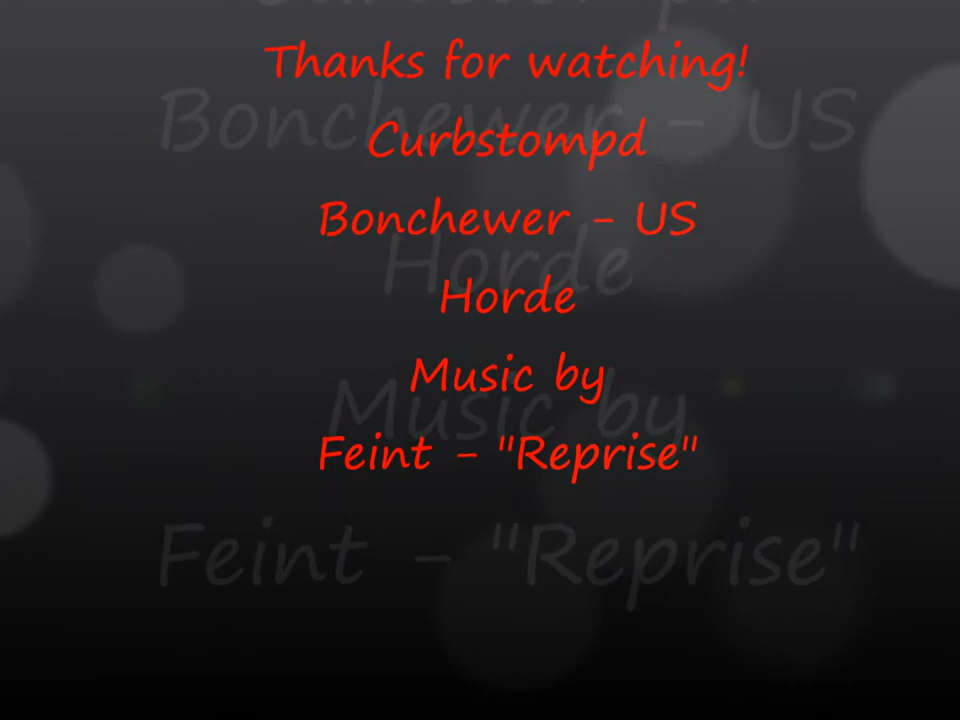 Thanks for watching!
Curbstompd
Bonchewer - US
Horde
Music by
Feint - "Reprise"